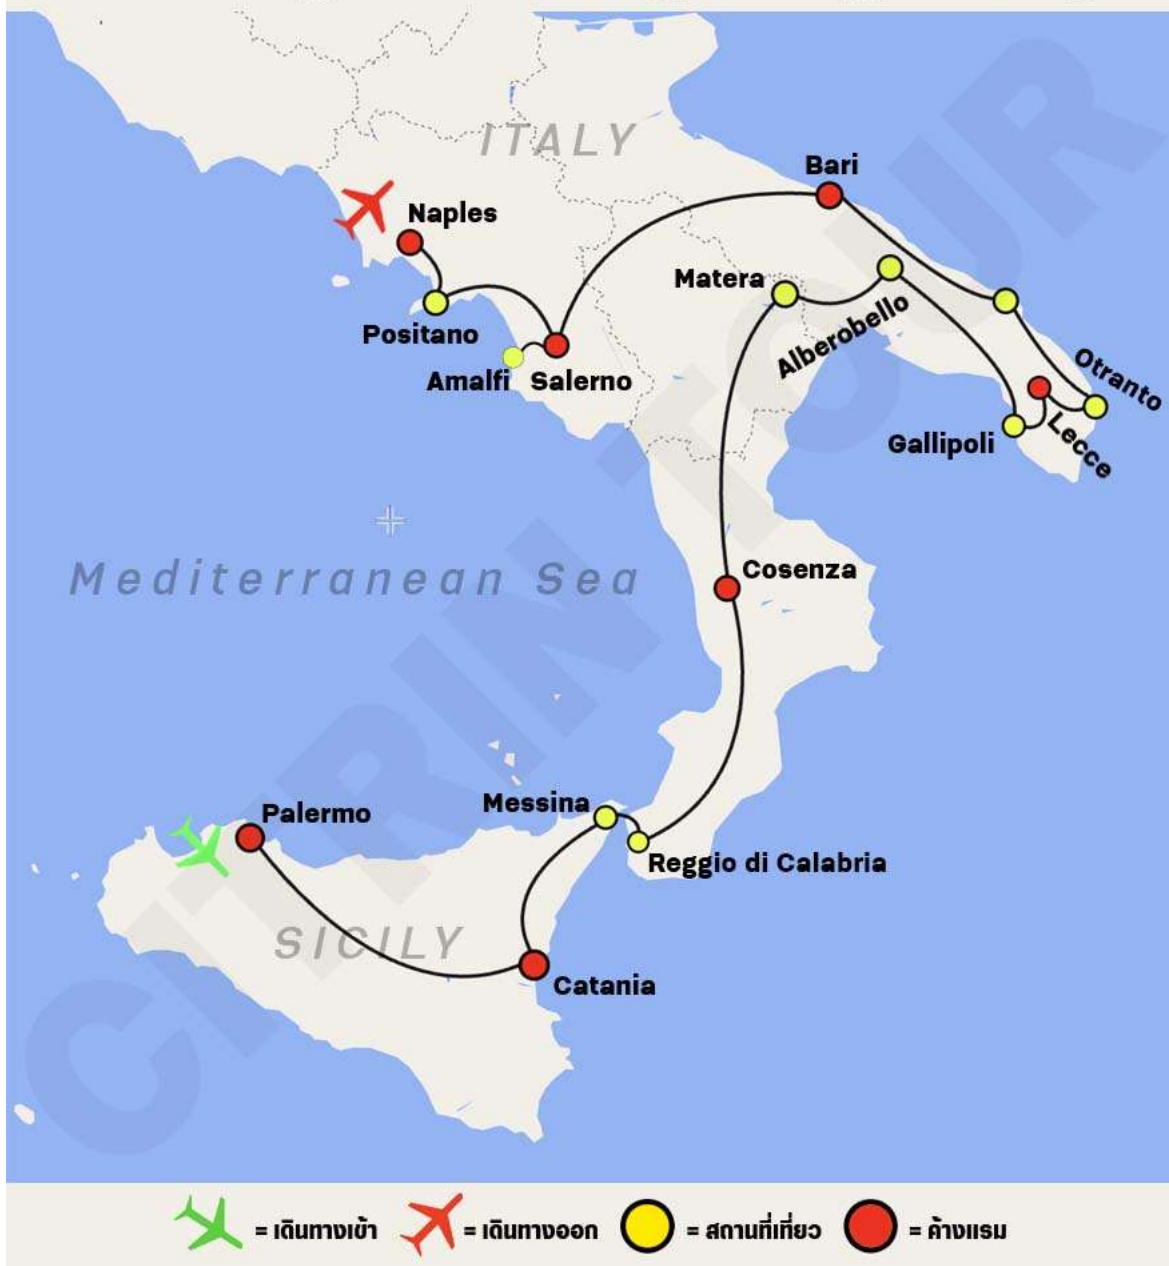 ITALY
Bari
Naples
Matera
Positano
Alberobello
Otranto
Amalfi
Salerno
Gallipoli
Lecce
Mediterranean Sea
Cosenza
Messina
Palermo
Reggio di Calabria
SICILY
Catania
CITRIN TOUR
= เดินทางเข้า = เดินทางออก = สถานที่เที่ยว = ค้างแรม